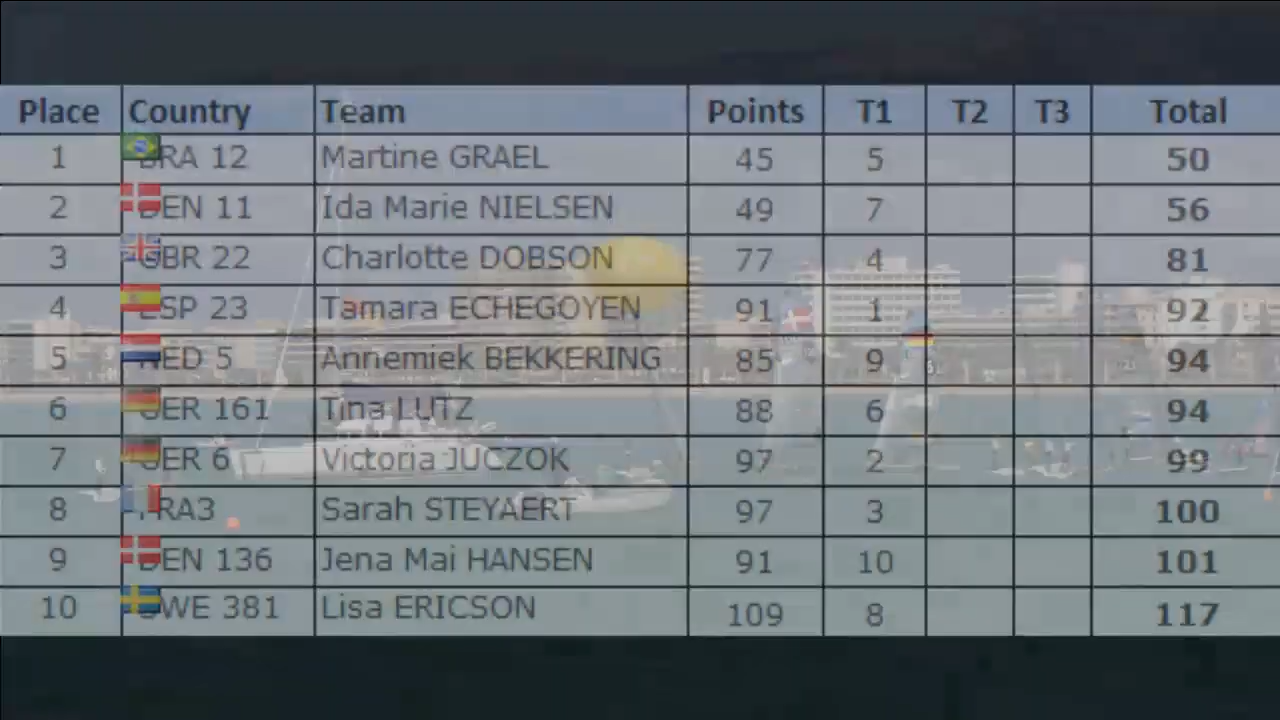 Place Country Team Points T1 T2 T3 Total
1 BRA 12 Martine GRAEL 45 5 50
2 DEN 11 Ida Marie NIELSEN 49 7 56
3 GBR 22 Charlotte DOBSON 77 4 81
4 ESP 23 Tamara ECHEGOYEN 91 1 92
5 NED 5 Annemiek BEKKERING 85 9 94
6 GER 161 Tina LUTZ 88 6 94
7 GER 6 Victoria JUCZOK 97 2 99
8 FRA3 Sarah STEYAERT 97 3 100
9 DEN 136 Jena Mai HANSEN 91 10 101
10 SWE 381 Lisa ERICSON 109 8 117